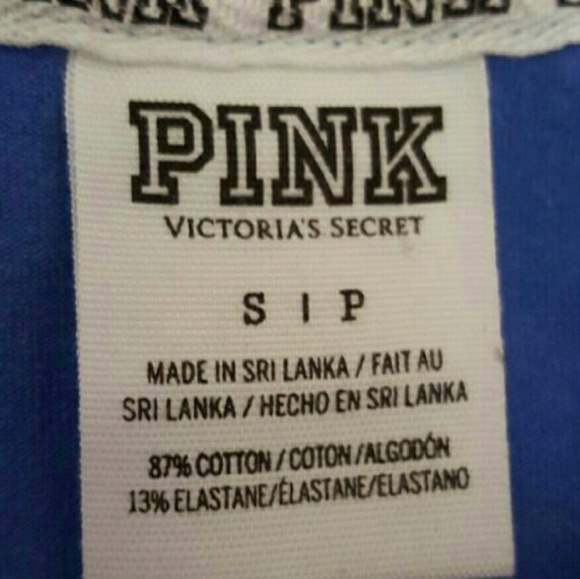 PINK
PINK
VICTORIA'S SECRET
S | P
MADE IN SRI LANKA / FAIT AU
SRI LANKA / HECHO EN SRI LANKA
87% COTTON / COTON /ALGODÓN
13% ELASTANE/ÉLASTANE/ELASTANO